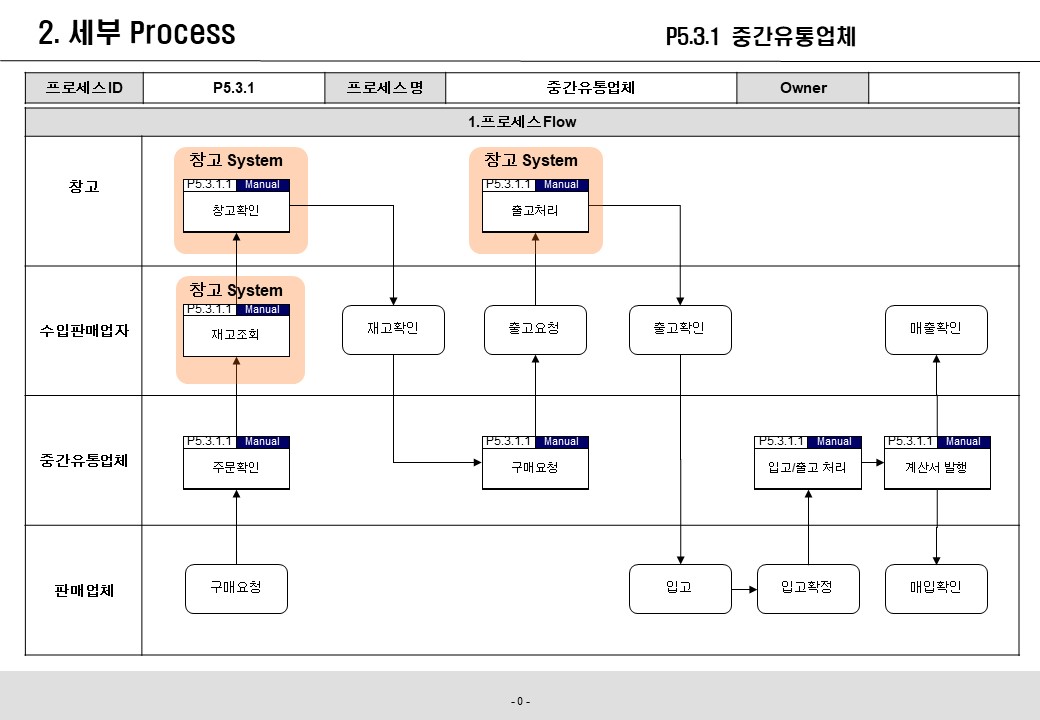 2. 세부 Process
P5.3.1 중간유통업체
프로세스ID P5.3.1 프로세스명 중간유통업체 Owner
1.프로세스Flow
창고
창고 System
P5.3.1.1 Manual
창고확인
창고 System
P5.3.1.1 Manual
출고처리
수입판매업자
창고 System
P5.3.1.1 Manual
재고조회
재고확인
출고요청
출고확인
매출확인
중간유통업체
P5.3.1.1 Manual
주문확인
P5.3.1.1 Manual
구매요청
P5.3.1.1 Manual
입고/출고 처리
P5.3.1.1 Manual
계산서 발행
판매업체
구매요청
입고
입고확정
매입확인
- 0 -